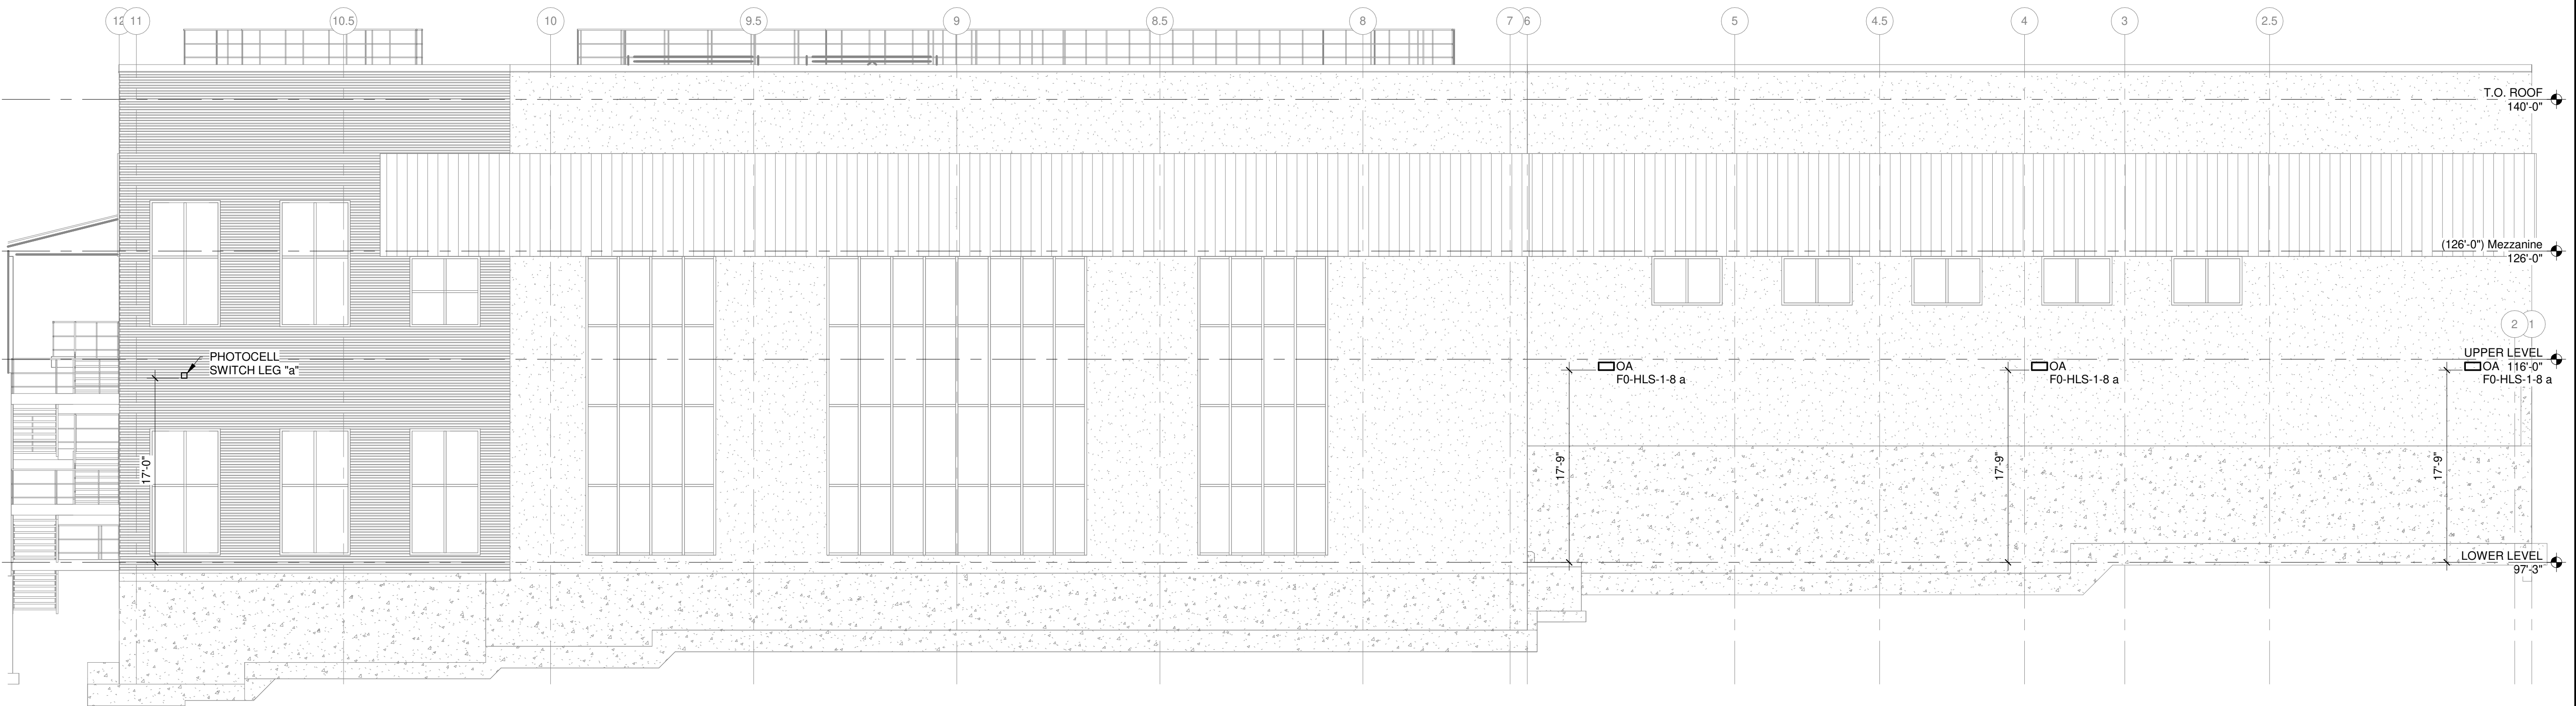 12 11 10.5 10 9.5 9 8.5 8 7 6 5 4.5 4 3 2.5
T.O. ROOF
140'-0"
(126'-0") Mezzanine
126'-0"
2 1
PHOTOCELL
SWITCH LEG "a"
UPPER LEVEL
116'-0"
OA
F0-HLS-1-8 a
OA
F0-HLS-1-8 a
OA
F0-HLS-1-8 a
17'-0"
17'-9"
17'-9"
17'-9"
LOWER LEVEL
97'-3"